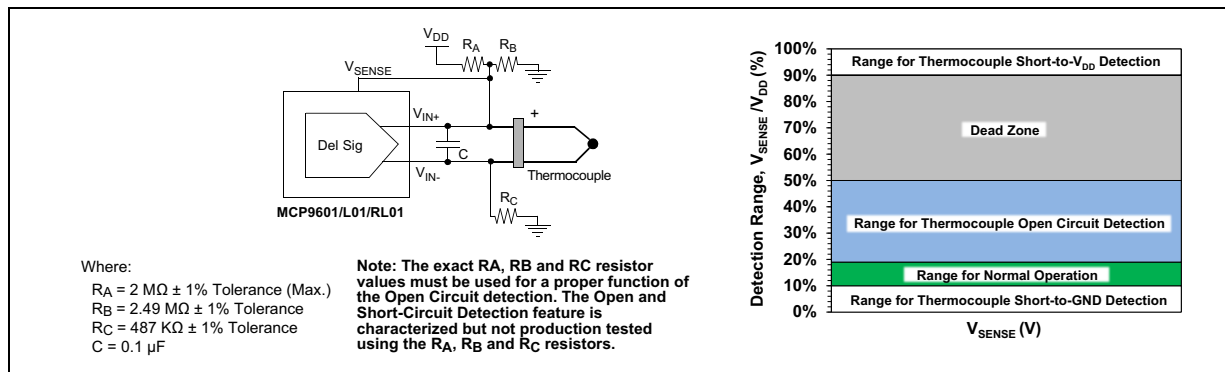 VDD
RA
RB
VSENSE
VIN+
Del Sig
C
+
VIN-
Thermocouple
RC
MCP9601/L01/RL01
Where:
RA = 2 MΩ ± 1% Tolerance (Max.)
RB = 2.49 MΩ ± 1% Tolerance
RC = 487 KΩ ± 1% Tolerance
C = 0.1 µF
Note: The exact RA, RB and RC resistor
values must be used for a proper function of
the Open Circuit detection. The Open and
Short-Circuit Detection feature is
characterized but not production tested
using the RA, RB and RC resistors.
Detection Range, VSENSE /VDD (%)
100%
90%
80%
70%
60%
50%
40%
30%
20%
10%
0%
Range for Thermocouple Short-to-VDD Detection
Dead Zone
Range for Thermocouple Open Circuit Detection
Range for Normal Operation
Range for Thermocouple Short-to-GND Detection
VSENSE (V)